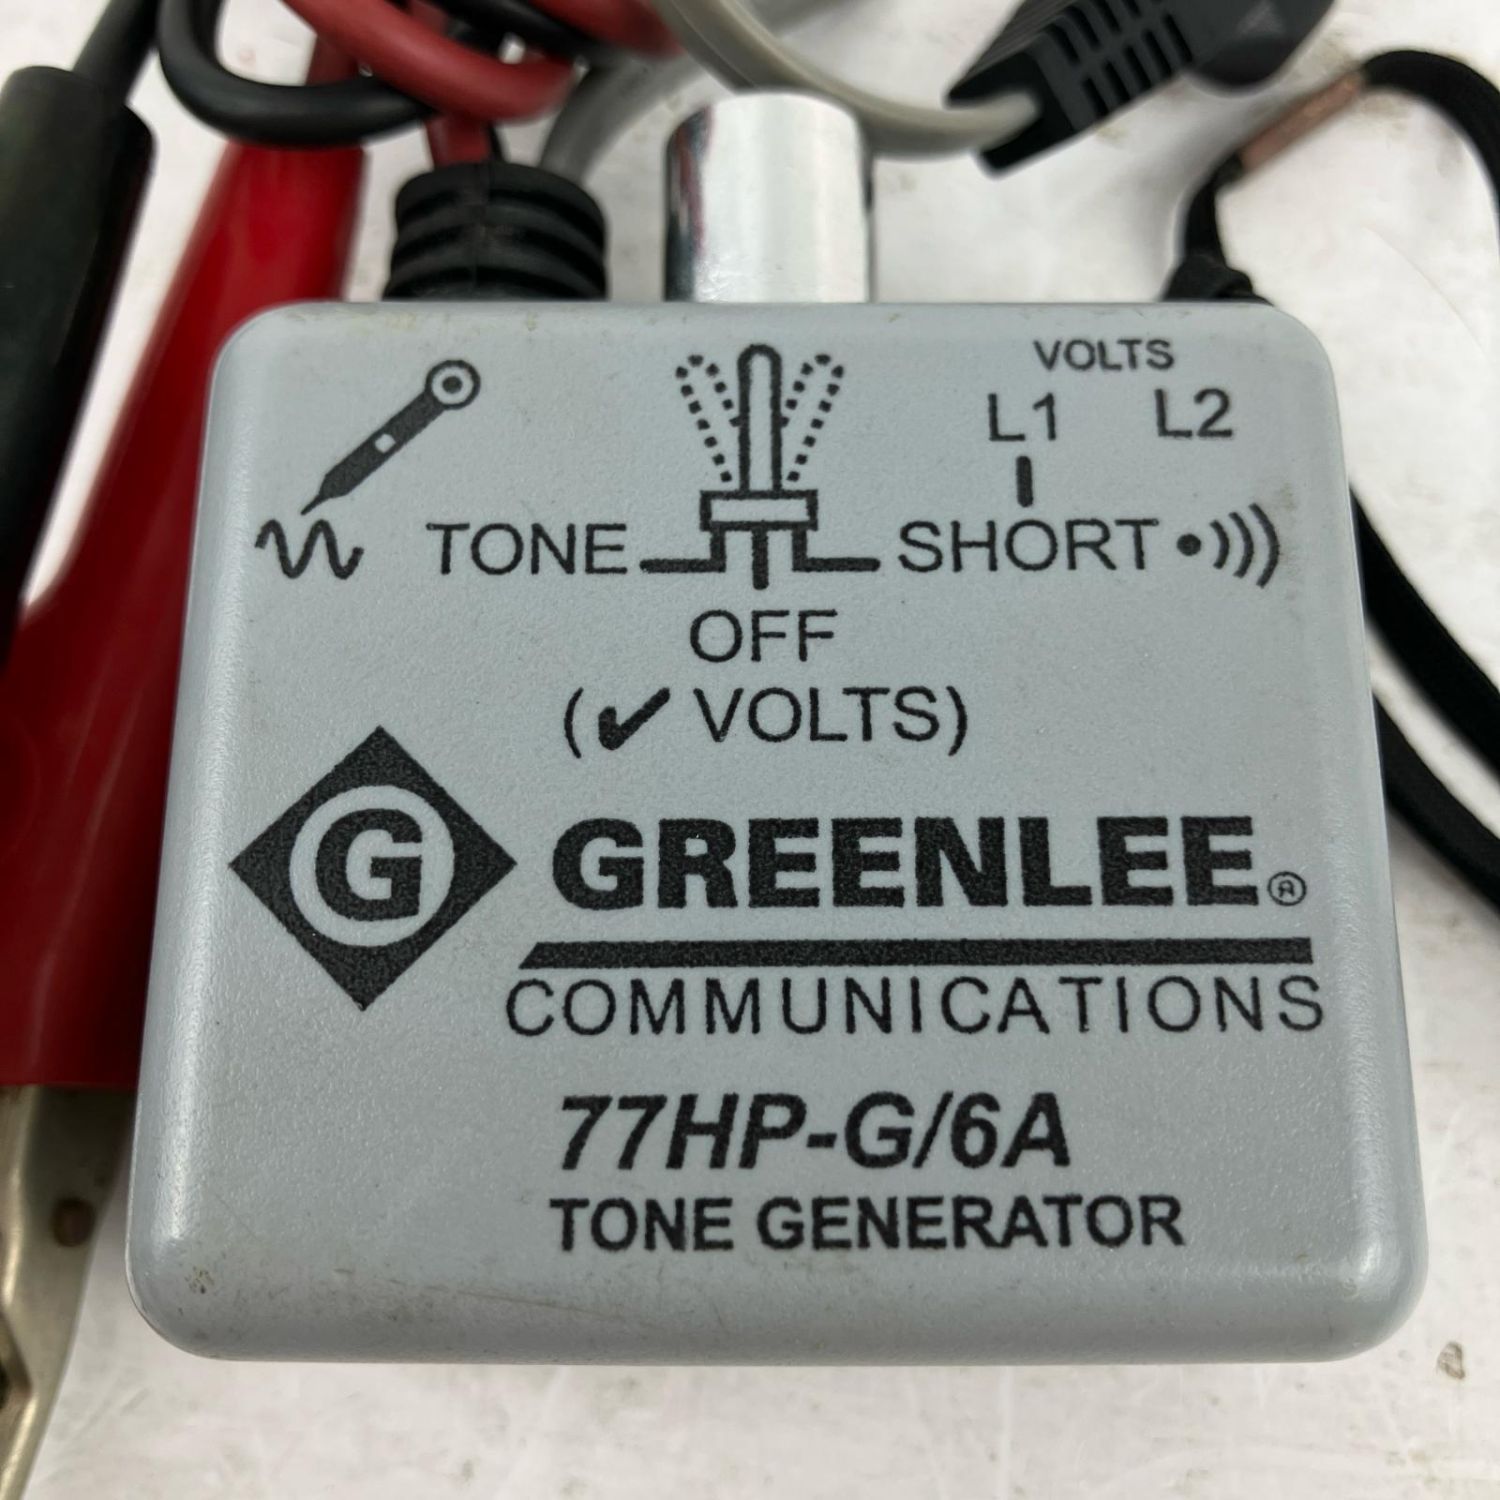 VOLTS
L1 L2
TONE SHORT
OFF
(✔ VOLTS)
G GREENLEE®
COMMUNICATIONS
77HP-G/6A
TONE GENERATOR